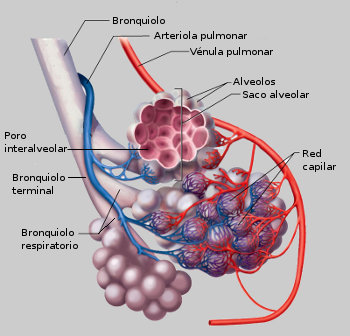 Bronquiolo
Arteriola pulmonar
Vénula pulmonar
Alveolos
Saco alveolar
Poro
interalveolar
Red
capilar
Bronquiolo
terminal
Bronquiolo
respiratorio